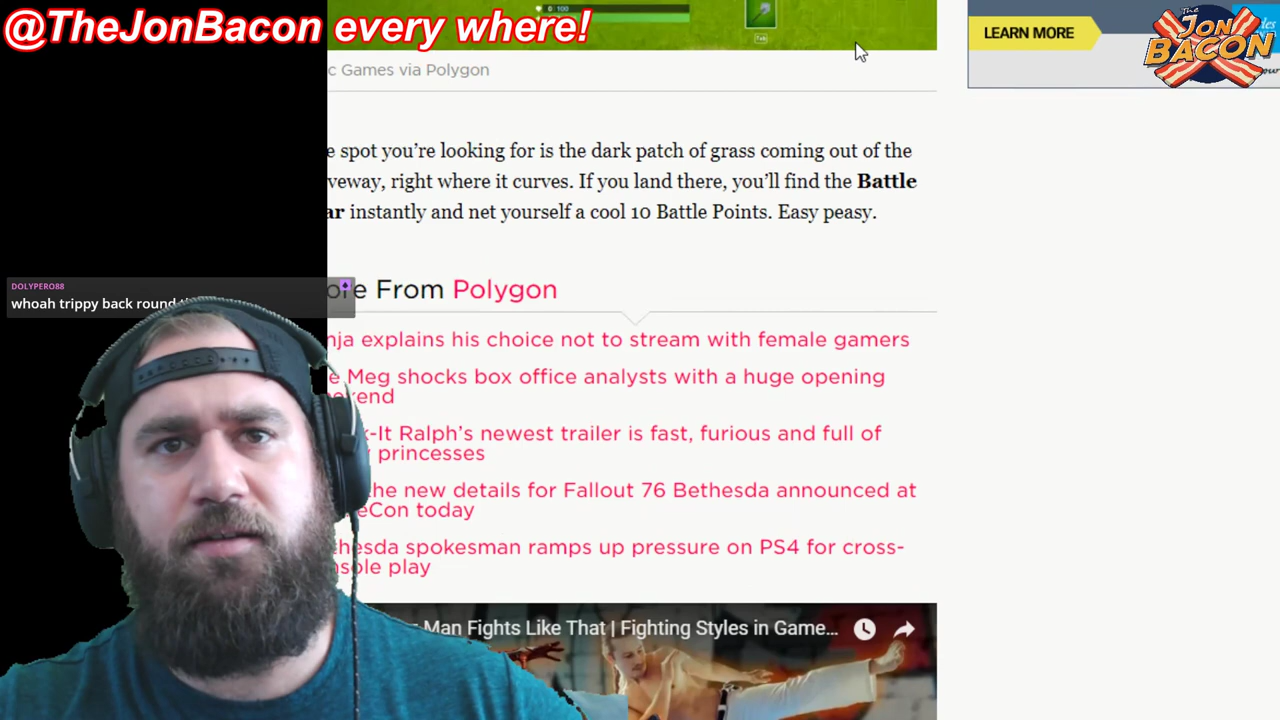 @TheJonBacon every where!
The
JON
BACON
LEARN MORE
100
c Games via Polygon
e spot you're looking for is the dark patch of grass coming out of the
veway, right where it curves. If you land there, you'll find the Battle
ar instantly and net yourself a cool 10 Battle Points. Easy peasy.
DOLYPERO88
whoah trippy back round
ore From Polygon
nja explains his choice not to stream with female gamers
e Meg shocks box office analysts with a huge opening
ekend
k-It Ralph's newest trailer is fast, furious and full of
y princesses
the new details for Fallout 76 Bethesda announced at
eCon today
hesda spokesman ramps up pressure on PS4 for cross-
nsole play
Man Fights Like That | Fighting Styles in Game...